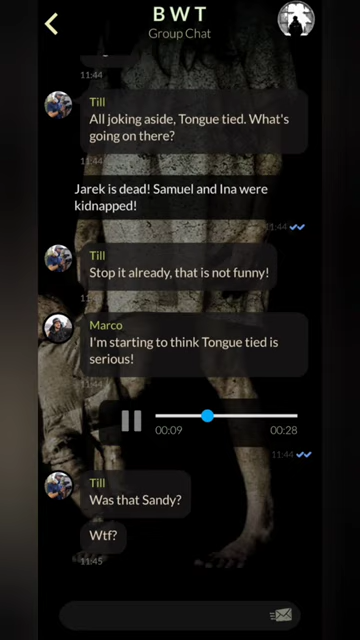 B W T
Group Chat
11:44
Till
All joking aside, Tongue tied. What's
going on there?
11:44
Jarek is dead! Samuel and Ina were
kidnapped!
11:44
Till
Stop it already, that is not funny!
Marco
I'm starting to think Tongue tied is
serious!
11:44
00:09 00:28
11:44
Till
Was that Sandy?
Wtf?
11:45